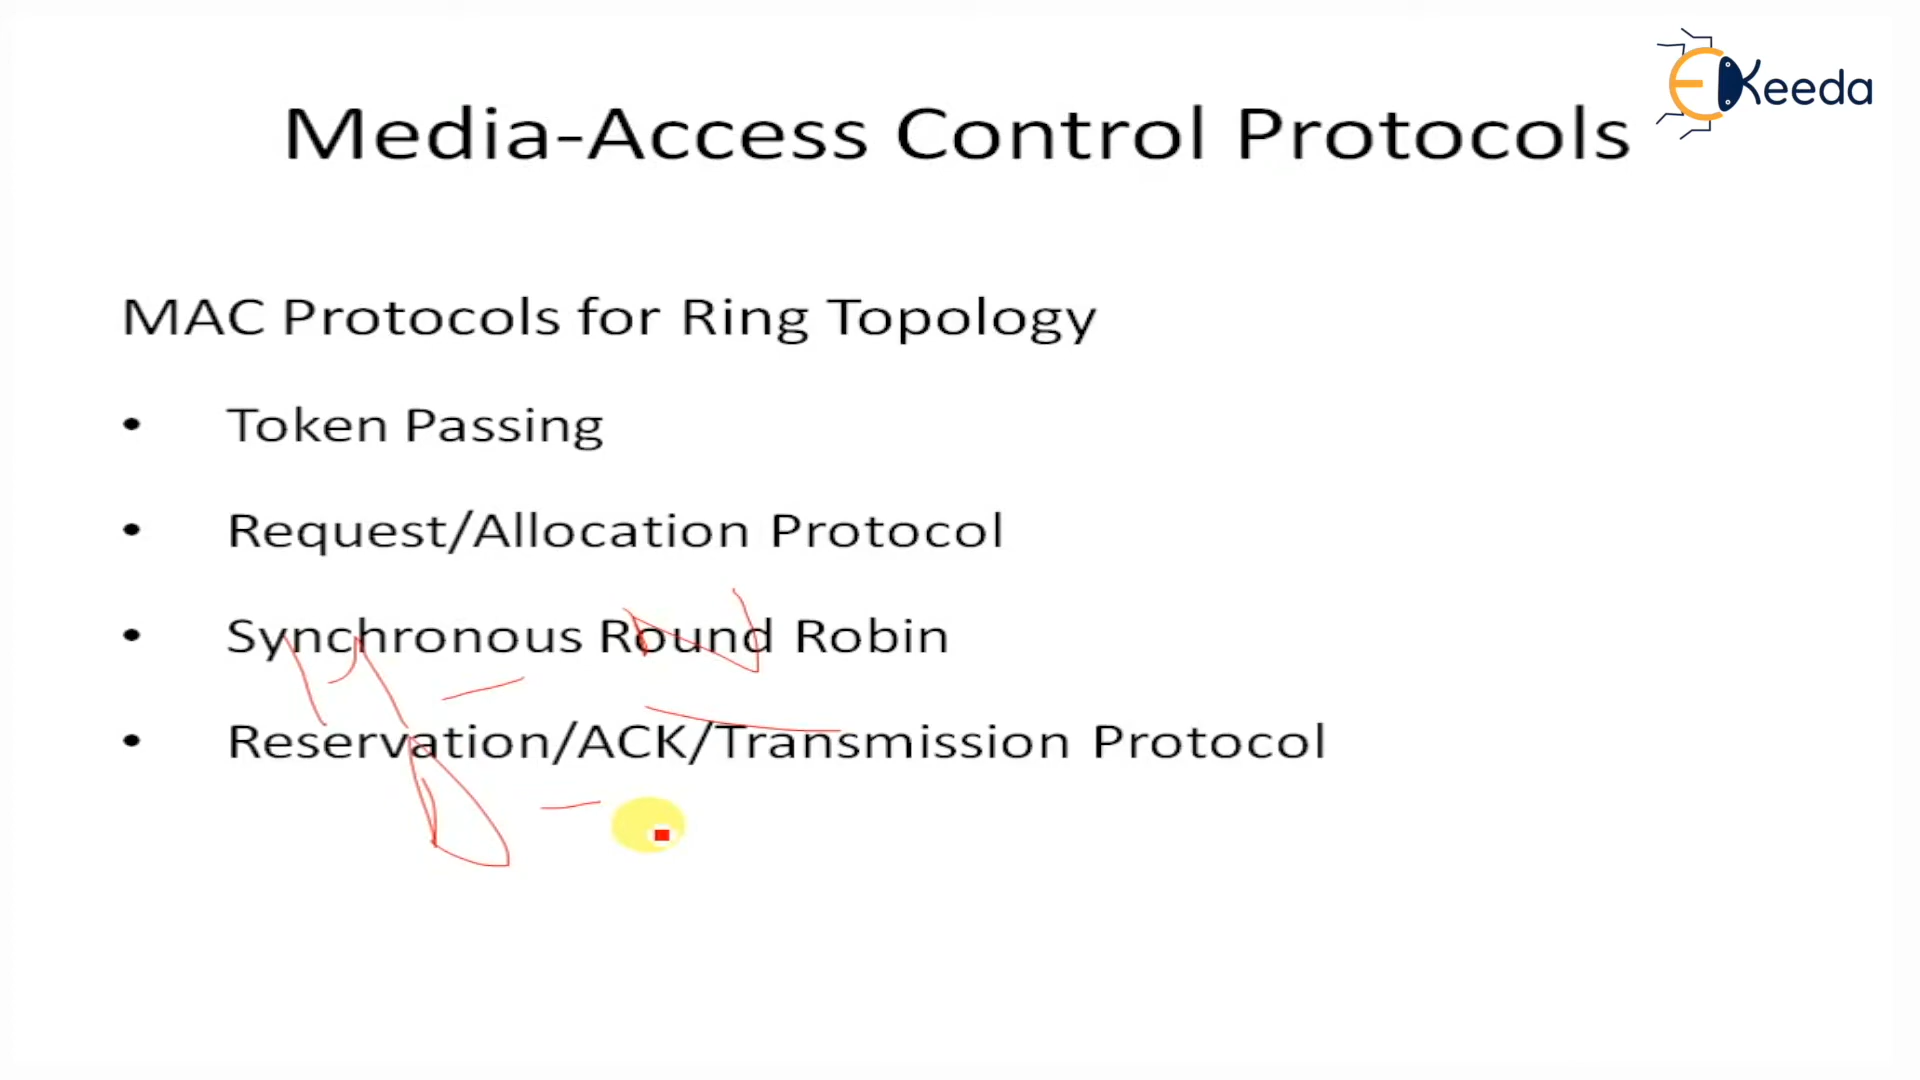 EKeeda
Media-Access Control Protocols
MAC Protocols for Ring Topology
• Token Passing
• Request/Allocation Protocol
• Synchronous Round Robin
• Reservation/ACK/Transmission Protocol